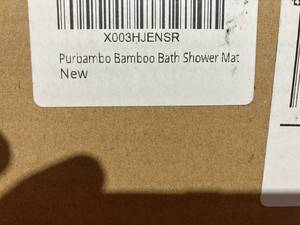 X003HJENSR
Purbambo Bamboo Bath Shower Mat
New